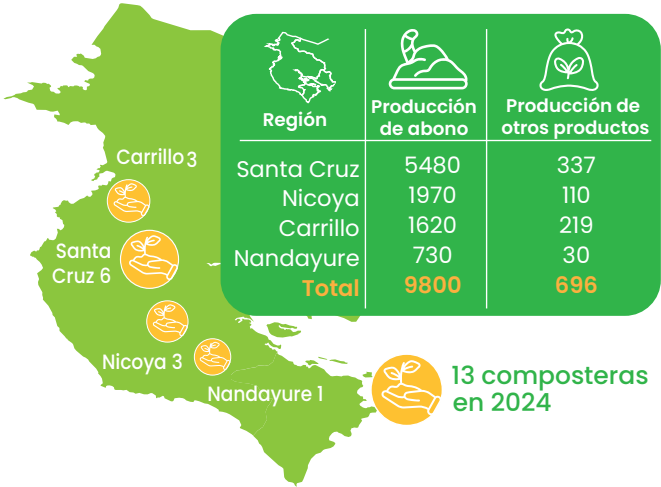 Región
Producción
de abono
Producción de
otros productos
Santa Cruz 5480 337
Nicoya 1970 110
Carrillo 1620 219
Nandayure 730 30
Total 9800 696
Carrillo 3
Santa
Cruz 6
Nicoya 3
Nandayure 1
13 composteras
en 2024